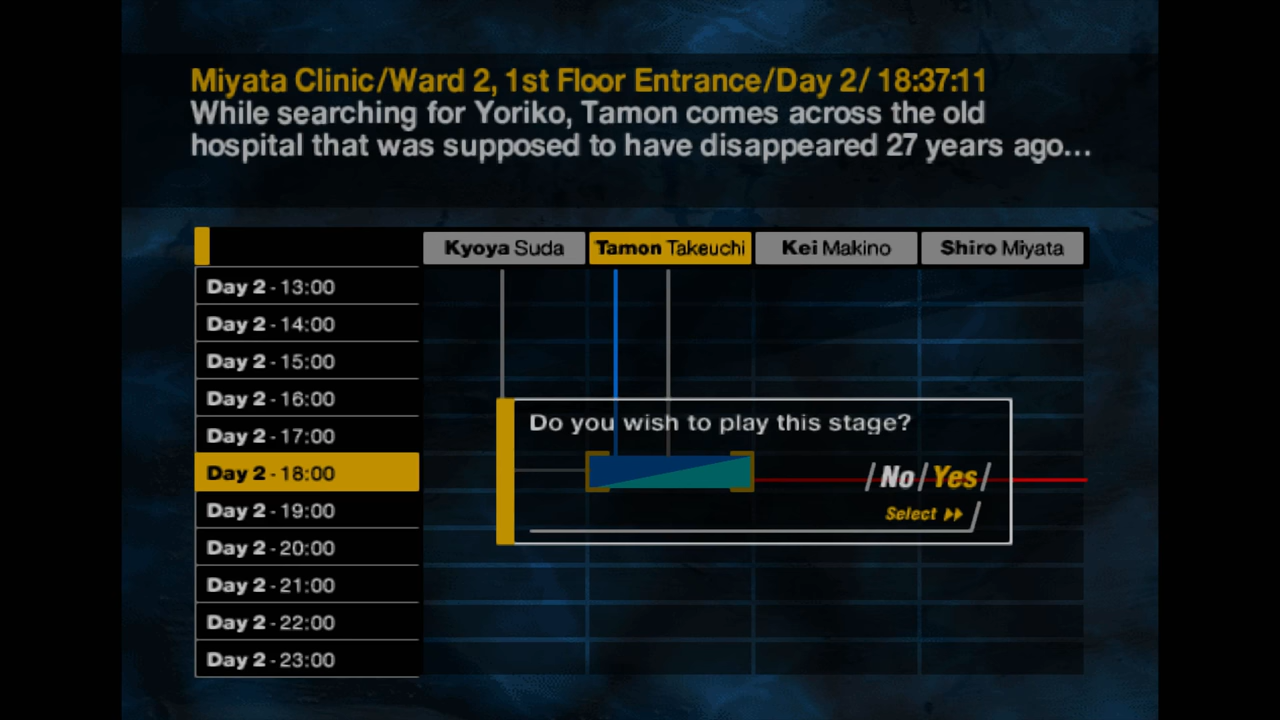 Miyata Clinic/Ward 2, 1st Floor Entrance/Day 2/ 18:37:11
While searching for Yoriko, Tamon comes across the old
hospital that was supposed to have disappeared 27 years ago...
Kyoya Suda Tamon Takeuchi Kei Makino Shiro Miyata
Day 2 - 13:00
Day 2 - 14:00
Day 2 - 15:00
Day 2 - 16:00
Do you wish to play this stage?
Day 2 - 17:00
Day 2 - 18:00
/No/Yes/
Select
Day 2 - 19:00
Day 2 - 20:00
Day 2 - 21:00
Day 2 - 22:00
Day 2 - 23:00